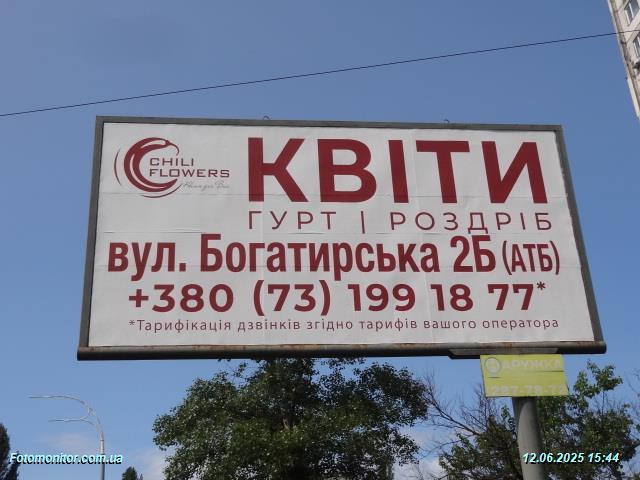 CHILI
FLOWERS
КВІТИ
ГУРТ | РОЗДРІБ
вул. Богатирська 2Б (АТБ)
+380 (73) 199 18 77*
*Тарифікація дзвінків згідно тарифів вашого оператора
Fotomonitor.com.ua
12.06.2025 15:44